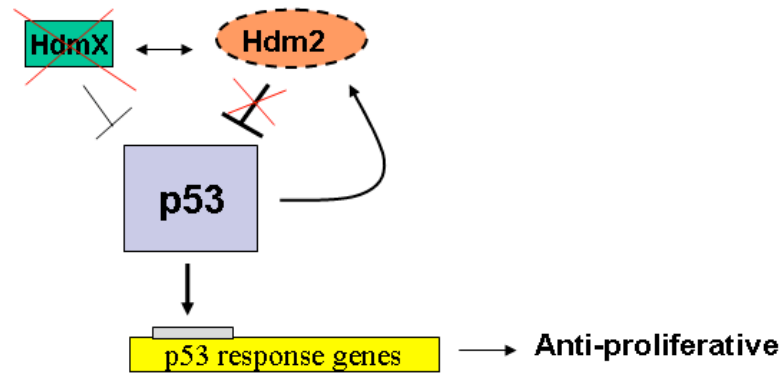 HdmX
Hdm2
p53
p53 response genes
Anti-proliferative